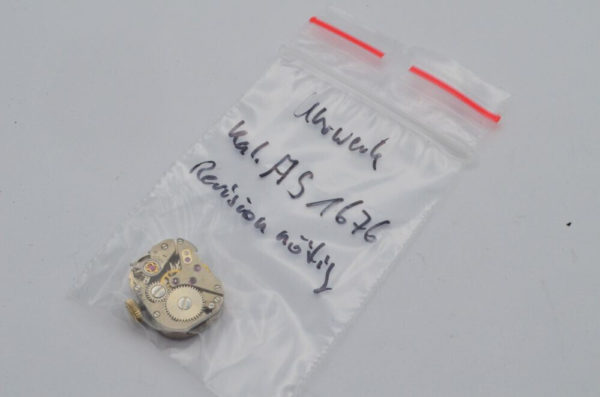 Uhrwerk
Kal. AS 1676
Revision nötig